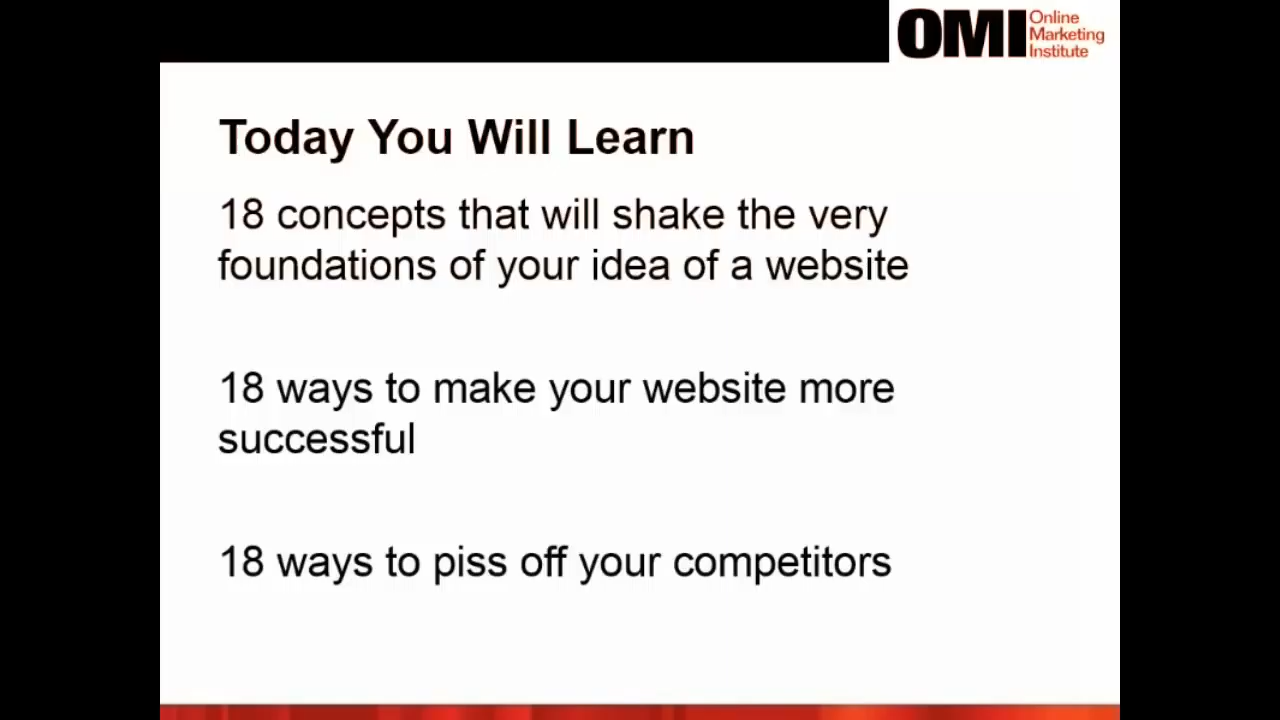 OMI Online
Marketing
Institute
Today You Will Learn
18 concepts that will shake the very
foundations of your idea of a website
18 ways to make your website more
successful
18 ways to piss off your competitors